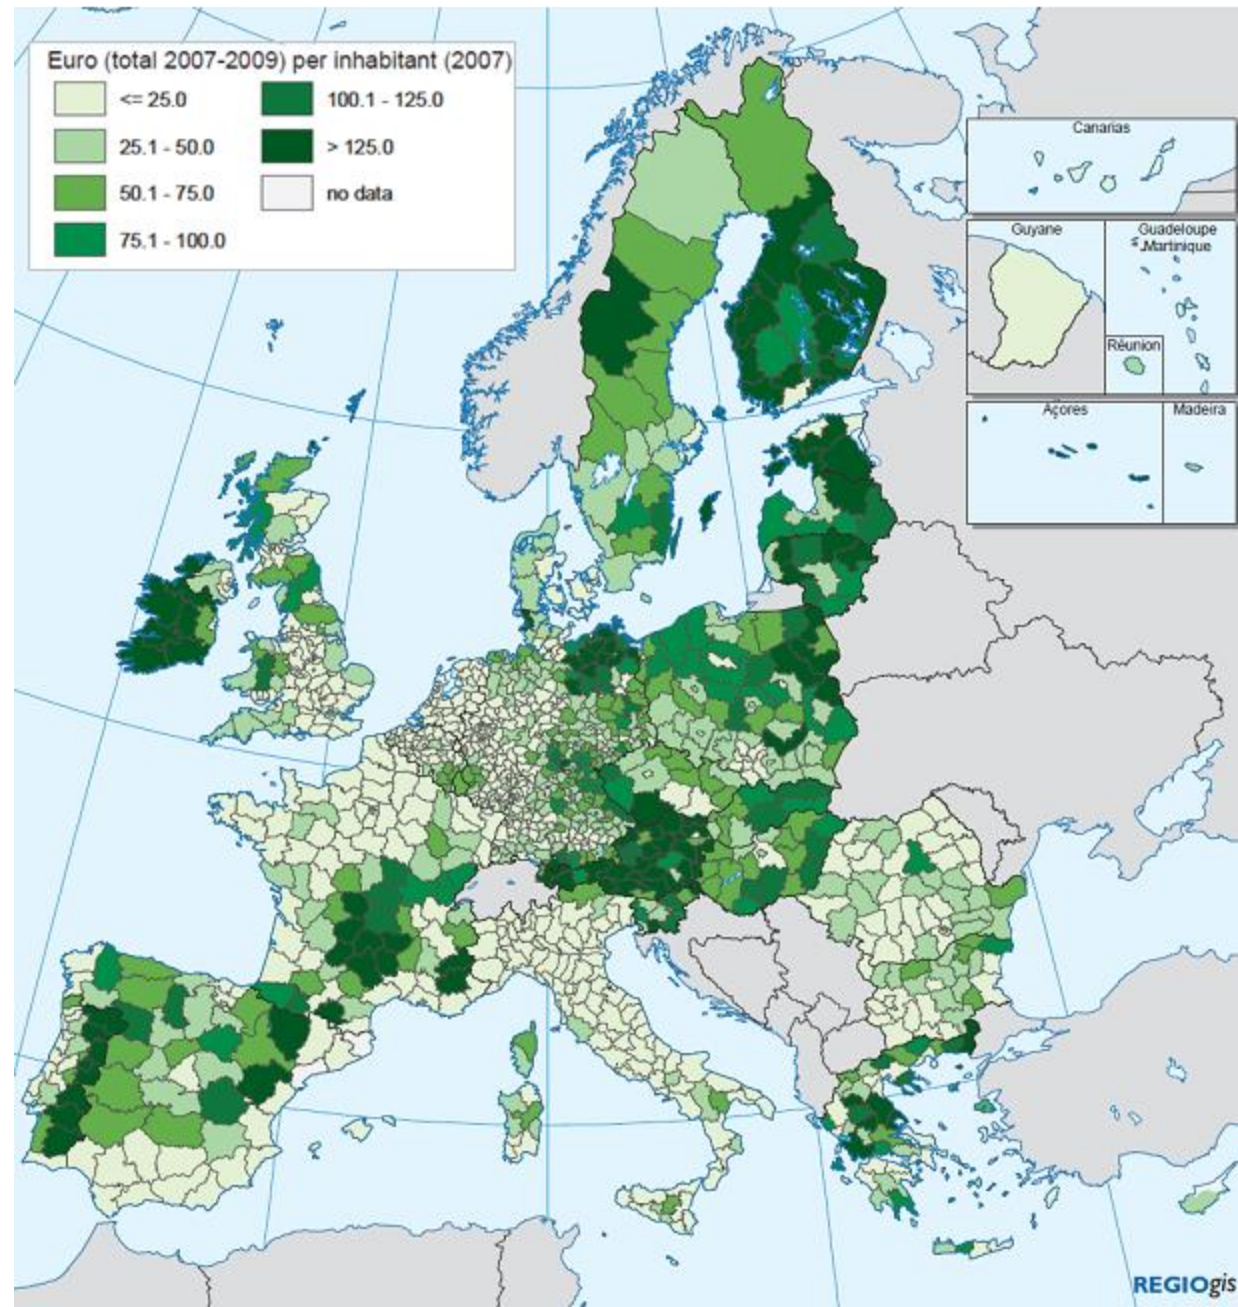 Euro (total 2007-2009) per inhabitant (2007)
<= 25.0
100.1 - 125.0
25.1 - 50.0
> 125.0
50.1 - 75.0
no data
75.1 - 100.0
Canarias
Guyane
Guadeloupe
Martinique
Réunion
Açores
Madeira
REGIOgis